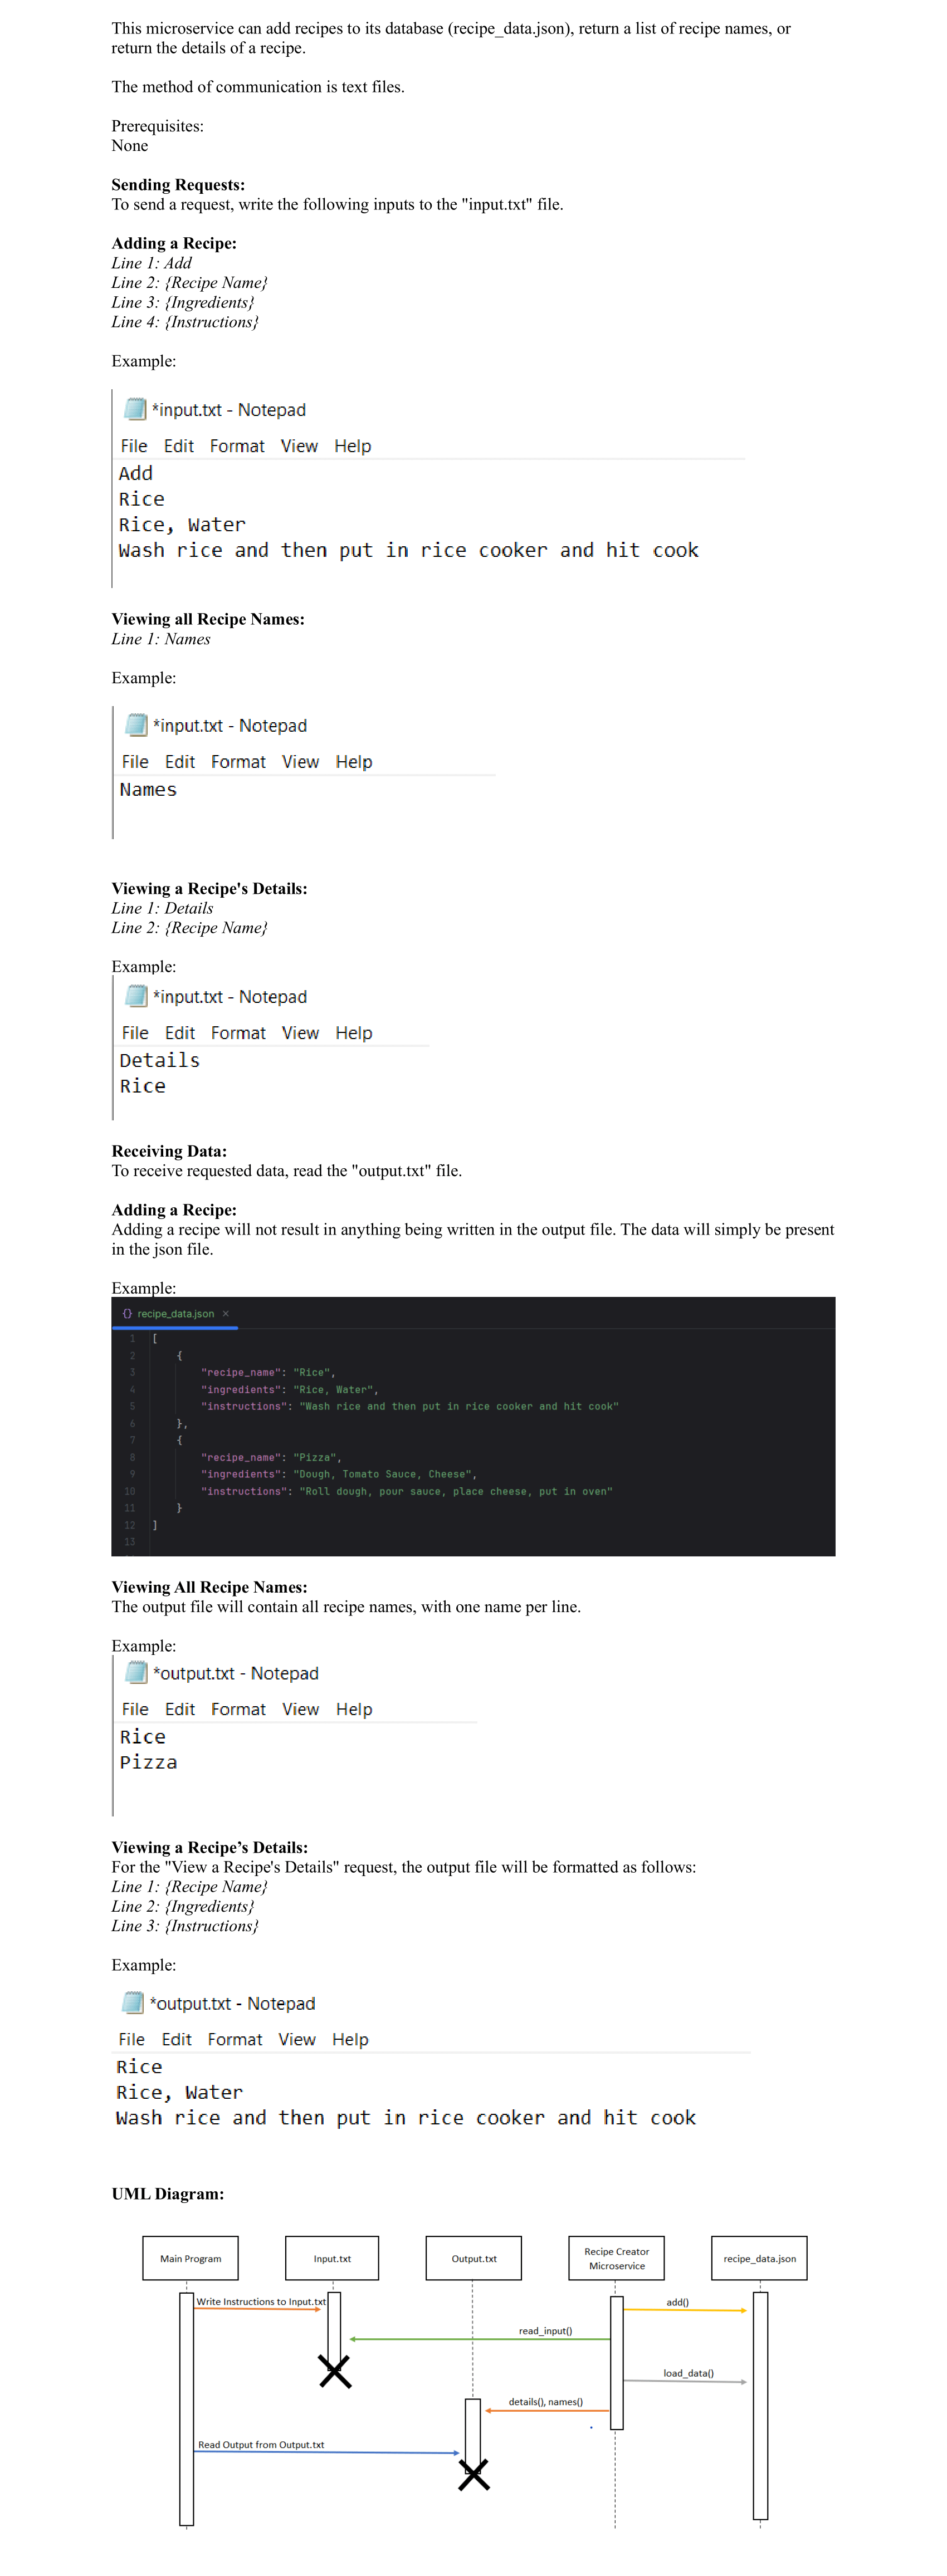 This microservice can add recipes to its database (recipe_data.json), return a list of recipe names, or
return the details of a recipe.
The method of communication is text files.
Prerequisites:
None
Sending Requests:
To send a request, write the following inputs to the "input.txt" file.
Adding a Recipe:
Line 1: Add
Line 2: {Recipe Name}
Line 3: {Ingredients}
Line 4: {Instructions}
Example:
*input.txt - Notepad
File Edit Format View Help
Add
Rice
Rice, Water
Wash rice and then put in rice cooker and hit cook
Viewing all Recipe Names:
Line 1: Names
Example:
*input.txt - Notepad
File Edit Format View Help
Names
Viewing a Recipe's Details:
Line 1: Details
Line 2: {Recipe Name}
Example:
*input.txt - Notepad
File Edit Format View Help
Details
Rice
Receiving Data:
To receive requested data, read the "output.txt" file.
Adding a Recipe:
Adding a recipe will not result in anything being written in the output file. The data will simply be present
in the json file.
Example:
{} recipe_data.json ×
1 [
2 {
3 "recipe_name": "Rice",
4 "ingredients": "Rice, Water",
5 "instructions": "Wash rice and then put in rice cooker and hit cook"
6 },
7 {
8 "recipe_name": "Pizza",
9 "ingredients": "Dough, Tomato Sauce, Cheese",
10 "instructions": "Roll dough, pour sauce, place cheese, put in oven"
11 }
12 ]
13
Viewing All Recipe Names:
The output file will contain all recipe names, with one name per line.
Example:
*output.txt - Notepad
File Edit Format View Help
Rice
Pizza
Viewing a Recipe’s Details:
For the "View a Recipe's Details" request, the output file will be formatted as follows:
Line 1: {Recipe Name}
Line 2: {Ingredients}
Line 3: {Instructions}
Example:
*output.txt - Notepad
File Edit Format View Help
Rice
Rice, Water
Wash rice and then put in rice cooker and hit cook
UML Diagram:
Main Program
Input.txt
Output.txt
Recipe Creator
Microservice
recipe_data.json
Write Instructions to Input.txt
add()
read_input()
load_data()
details(), names()
Read Output from Output.txt